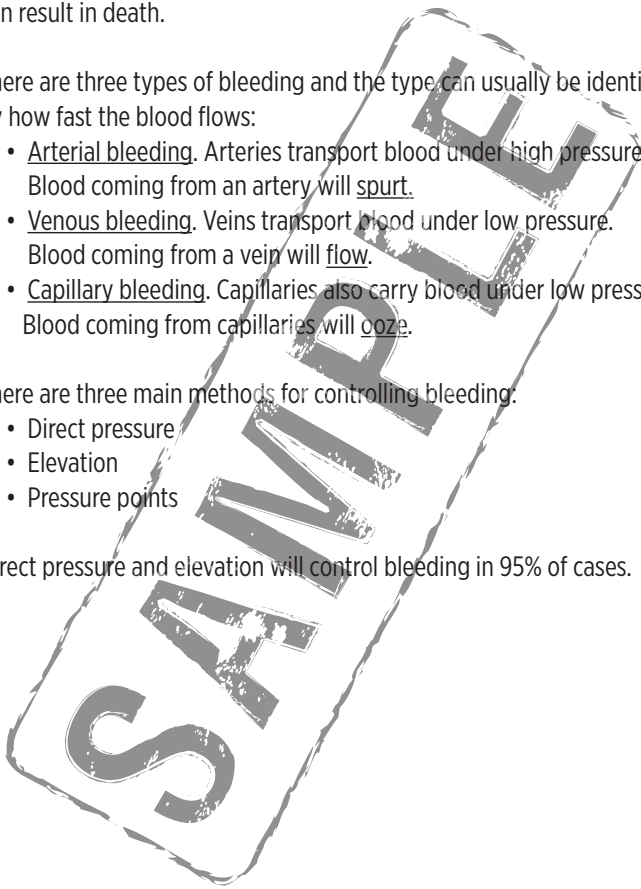 n result in death.
here are three types of bleeding and the type can usually be identi
y how fast the blood flows:
• Arterial bleeding. Arteries transport blood under high pressure
Blood coming from an artery will spurt.
• Venous bleeding. Veins transport blood under low pressure.
Blood coming from a vein will flow.
• Capillary bleeding. Capillaries also carry blood under low press
Blood coming from capillaries will ooze.
here are three main methods for controlling bleeding:
• Direct pressure
• Elevation
• Pressure points
rect pressure and elevation will control bleeding in 95% of cases.
SAMPLE